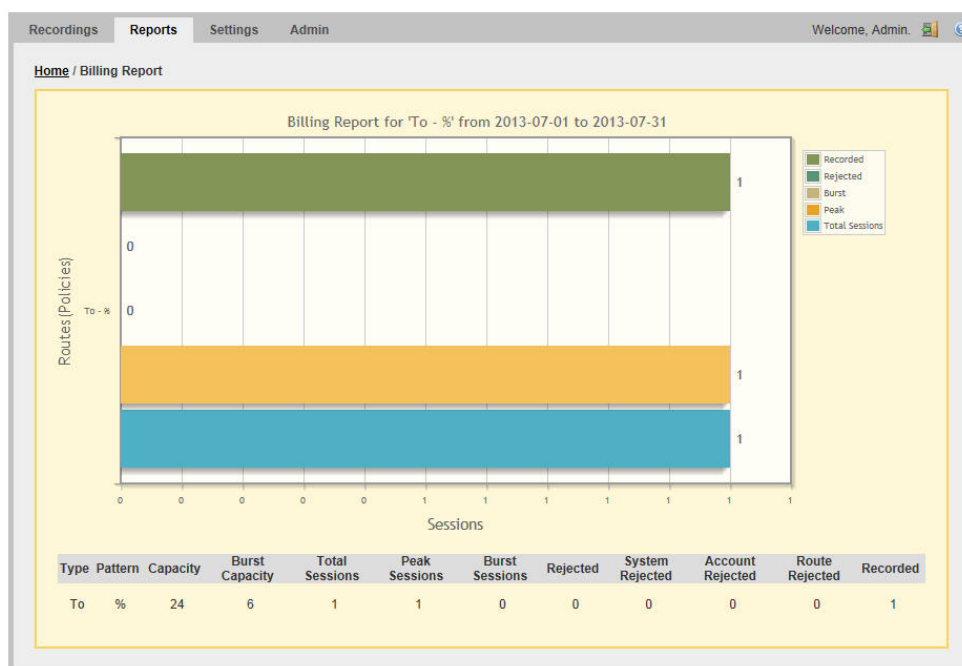 Recordings Reports Settings Admin Welcome, Admin.
Home / Billing Report
Billing Report for 'To - %' from 2013-07-01 to 2013-07-31
Recorded
Rejected
Burst
Peak
Total Sessions
1
0
0
1
1
Routes (Policies)
To - %
0 0 0 0 0 1 1 1 1 1 1 1
Sessions
Type Pattern Capacity Burst Capacity Total Sessions Peak Sessions Burst Sessions Rejected System Rejected Account Rejected Route Rejected Recorded
To % 24 6 1 1 0 0 0 0 0 1